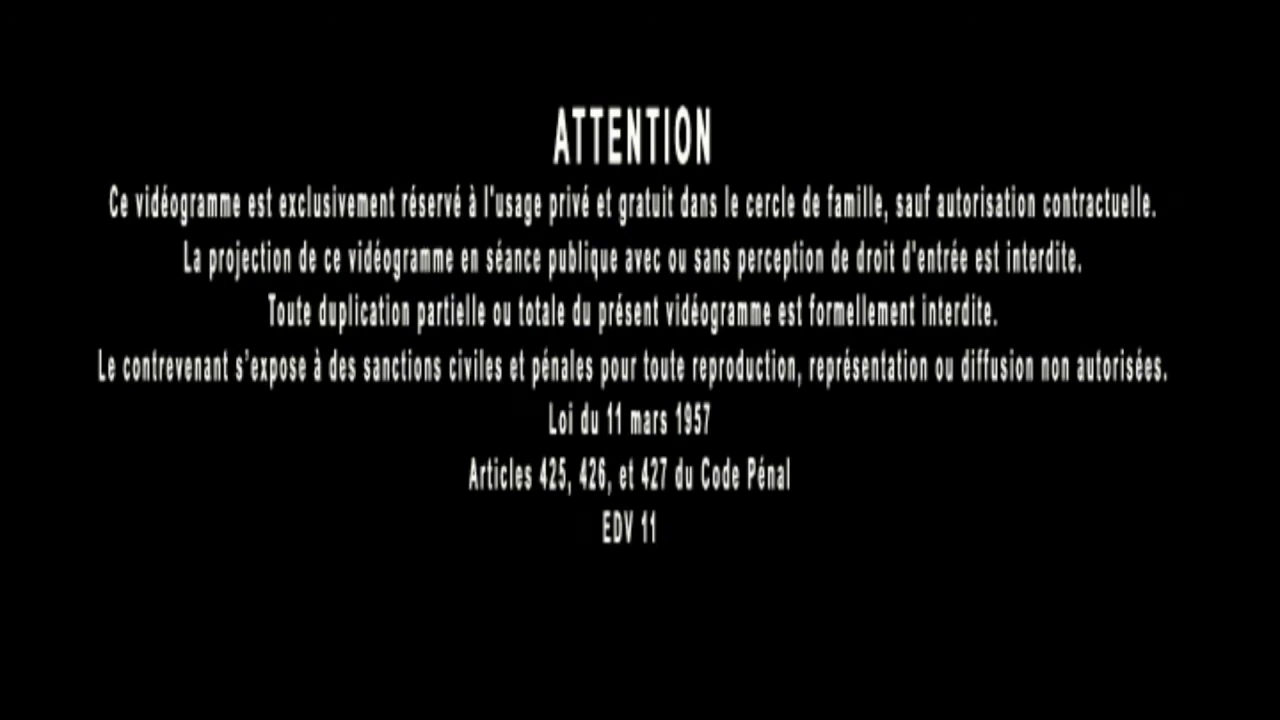 ATTENTION
Ce vidéogramme est exclusivement réservé à l'usage privé et gratuit dans le cercle de famille, sauf autorisation contractuelle.
La projection de ce vidéogramme en séance publique avec ou sans perception de droit d'entrée est interdite.
Toute duplication partielle ou totale du présent vidéogramme est formellement interdite.
Le contrevenant s'expose à des sanctions civiles et pénales pour toute reproduction, représentation ou diffusion non autorisées.
Loi du 11 mars 1957
Articles 425, 426, et 427 du Code Pénal
EDV 11